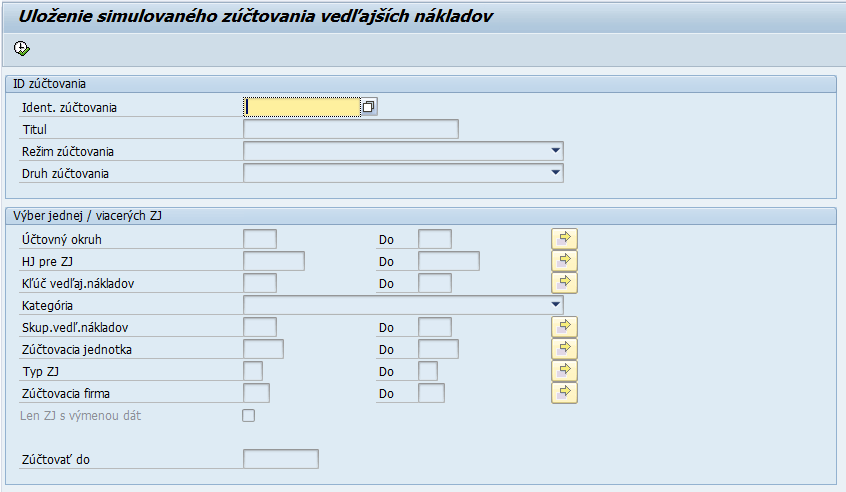 Uloženie simulovaného zúčtovania vedľajších nákladov
ID zúčtovania
Ident. zúčtovania
Titul
Režim zúčtovania
Druh zúčtovania
Výber jednej / viacerých ZJ
Účtovný okruh Do
HJ pre ZJ Do
Kľúč vedľaj.nákladov Do
Kategória
Skup.vedľ.nákladov Do
Zúčtovacia jednotka Do
Typ ZJ Do
Zúčtovacia firma Do
Len ZJ s výmenou dát
Zúčtovať do